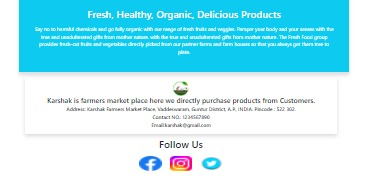 Fresh, Healthy, Organic, Delicious Products
Say no to harmful chemicals and go fully organic with our range of fresh fruits and veggies. Pamper your body and your senses with the
true and unadulterated gifts from mother nature. with the true and unadulterated gifts from mother nature. The Fresh Food group
provides fresh-cut fruits and vegetables directly picked from our partner farms and farm houses so that you always get them tree to
plate.
Karshak is farmers market place here we directly purchase products from Customers.
Address: Karshak Farmers Market Place, Vaddeswaram, Guntur District, A.P., INDIA. Pincode : 522 302.
Contact NO.: 1234567890
Email:karshak@gmail.com
Follow Us